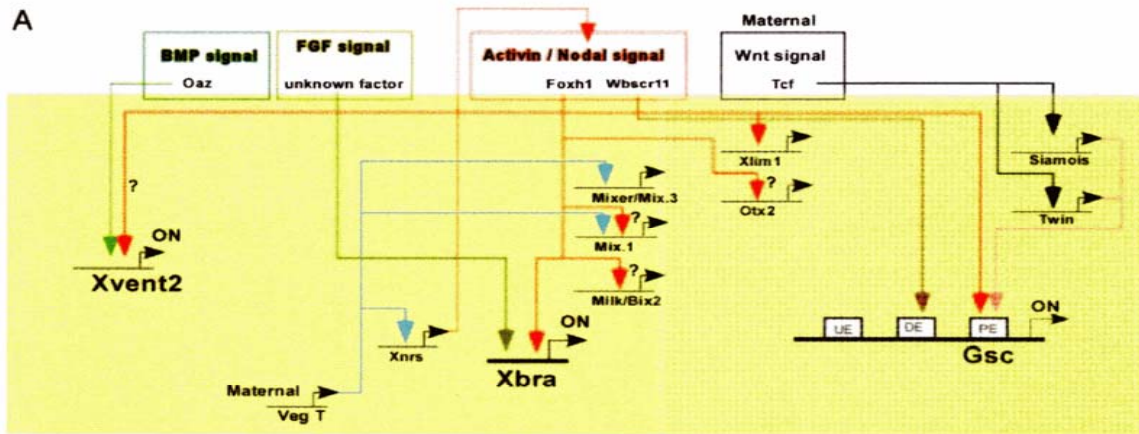 A
Maternal
BMP signal
FGF signal
Activin / Nodal signal
Wnt signal
Oaz
unknown factor
Foxh1
Wbscr11
Tcf
Xlim1
Siamois
?
?
Mixer/Mix.3
Otx2
Twin
ON
?
Mix.1
Xvent2
?
Milk/Bix2
ON
ON
UE
DE
PE
Xnrs
Gsc
Xbra
Maternal
Veg T